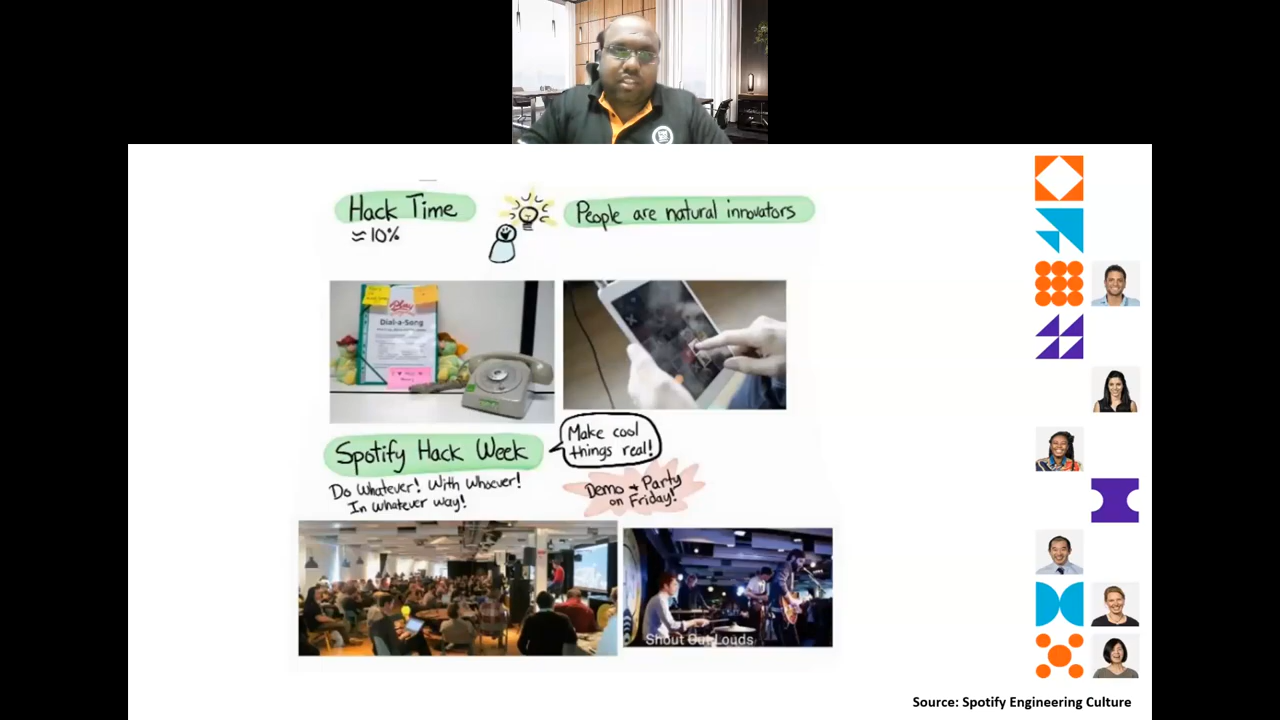 Hack Time
≈10%
People are natural innovators
Dial-a-Song
Spotify Hack Week
Make cool
things real!
Do Whatever! With Whoever!
In whatever way!
Demo + Party
on Friday!
Shout Out Louds
Source: Spotify Engineering Culture